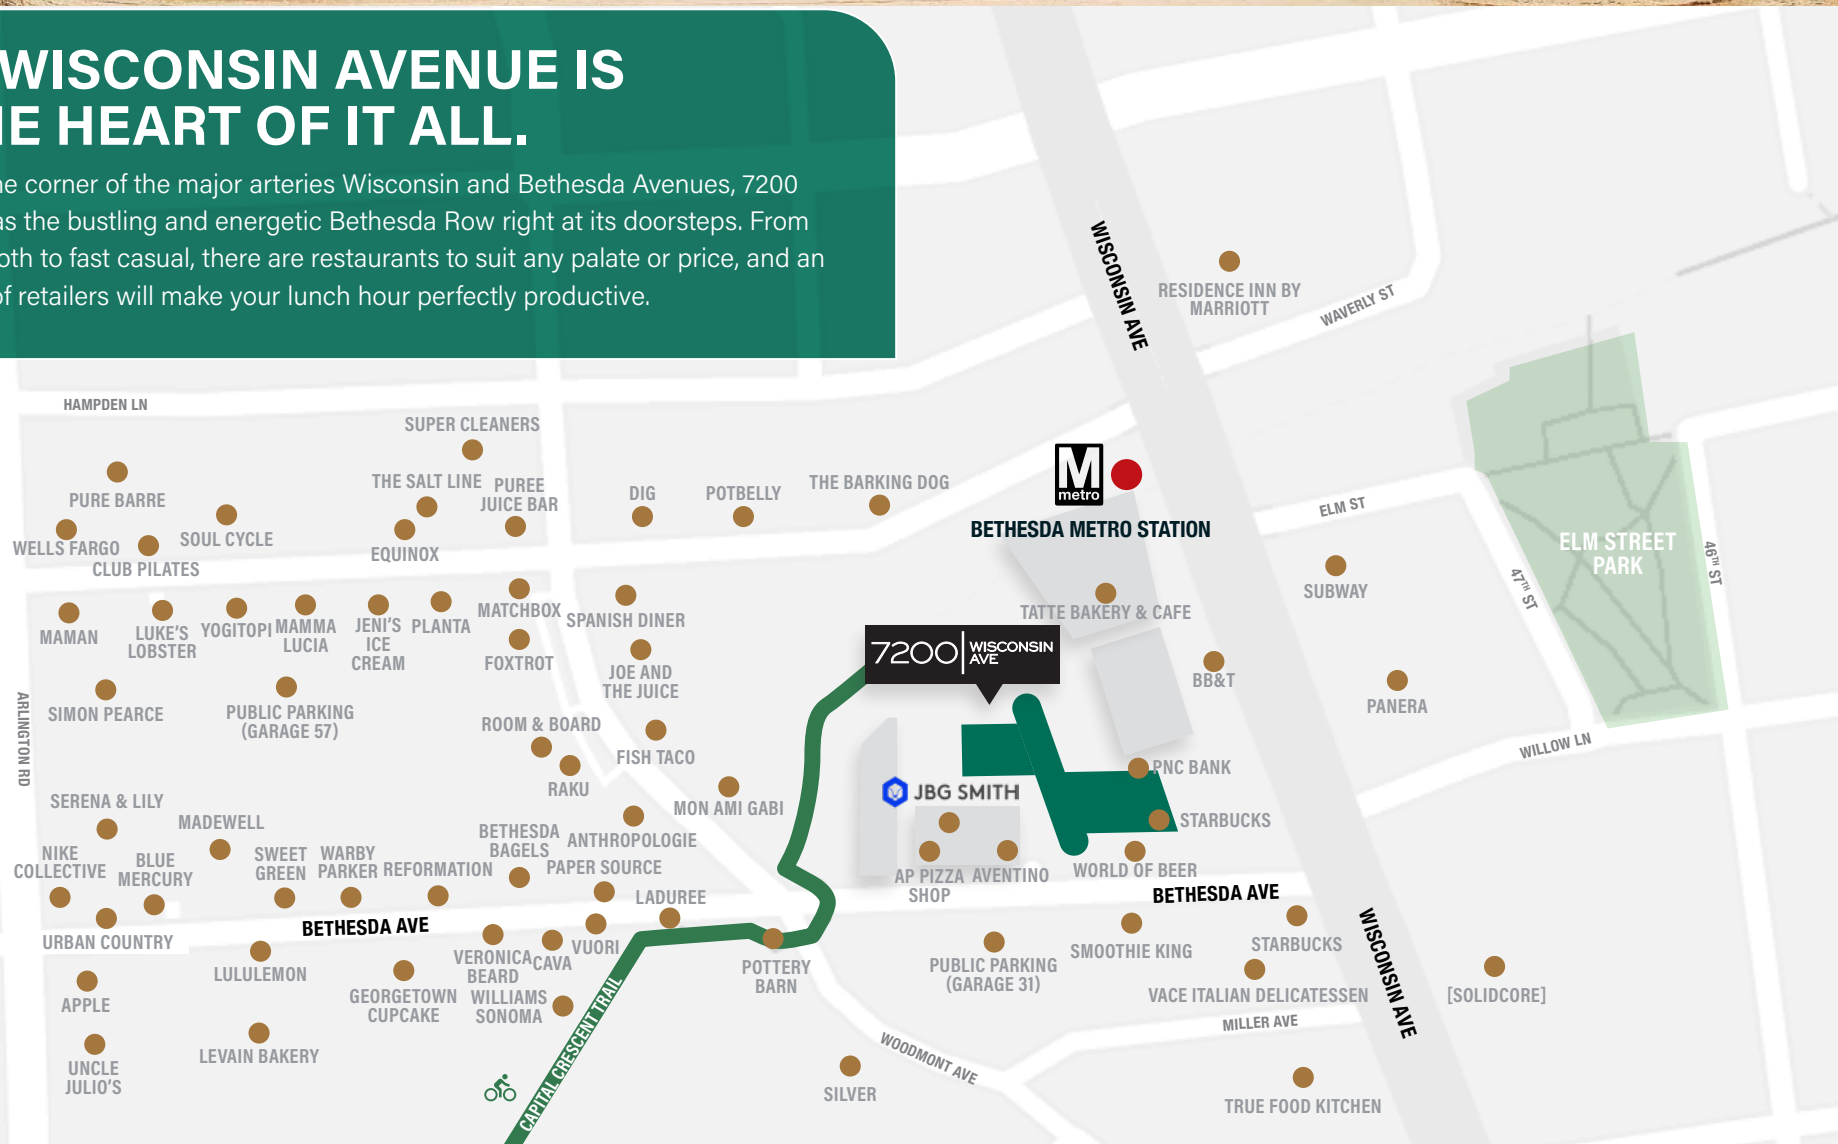 WISCONSIN AVENUE IS
HEART OF IT ALL.
corner of the major arteries Wisconsin and Bethesda Avenues, 7200
the bustling and energetic Bethesda Row right at its doorsteps. From
to fast casual, there are restaurants to suit any palate or price, and an
of retailers will make your lunch hour perfectly productive.
WISCONSIN AVE
RESIDENCE INN BY
MARRIOTT
WAVERLY ST
HAMPDEN LN
SUPER CLEANERS
PURE BARRE
THE SALT LINE
PUREE
JUICE BAR
DIG
POTBELLY
THE BARKING DOG
M
metro
BETHESDA METRO STATION
ELM ST
ELM STREET
PARK
46TH ST
47TH ST
WELLS FARGO
CLUB PILATES
SOUL CYCLE
EQUINOX
SUBWAY
TATTE BAKERY & CAFE
MAMAN
LUKE'S
LOBSTER
YOGITOPI
MAMMA
LUCIA
JENI'S
ICE
CREAM
PLANTA
MATCHBOX
SPANISH DINER
FOXTROT
JOE AND
THE JUICE
7200
WISCONSIN
AVE
BB&T
PANERA
ARLINGTON RD
SIMON PEARCE
PUBLIC PARKING
(GARAGE 57)
ROOM & BOARD
RAKU
FISH TACO
MON AMI GABI
WILLOW LN
PNC BANK
JBG SMITH
STARBUCKS
SERENA & LILY
MADEWELL
BETHESDA
BAGELS
ANTHROPOLOGIE
NIKE
COLLECTIVE
BLUE
MERCURY
SWEET
GREEN
WARBY
PARKER
REFORMATION
PAPER SOURCE
LADUREE
AP PIZZA
SHOP
AVENTINO
WORLD OF BEER
BETHESDA AVE
BETHESDA AVE
WISCONSIN AVE
URBAN COUNTRY
LULULEMON
VERONICA
BEARD
CAVA
VUORI
POTTERY
BARN
PUBLIC PARKING
(GARAGE 31)
SMOOTHIE KING
STARBUCKS
VACE ITALIAN DELICATESSEN
[SOLIDCORE]
APPLE
GEORGETOWN
CUPCAKE
WILLIAMS
SONOMA
CAPITAL CRESCENT TRAIL
MILLER AVE
WOODMONT AVE
UNCLE
JULIO'S
LEVAIN BAKERY
SILVER
TRUE FOOD KITCHEN